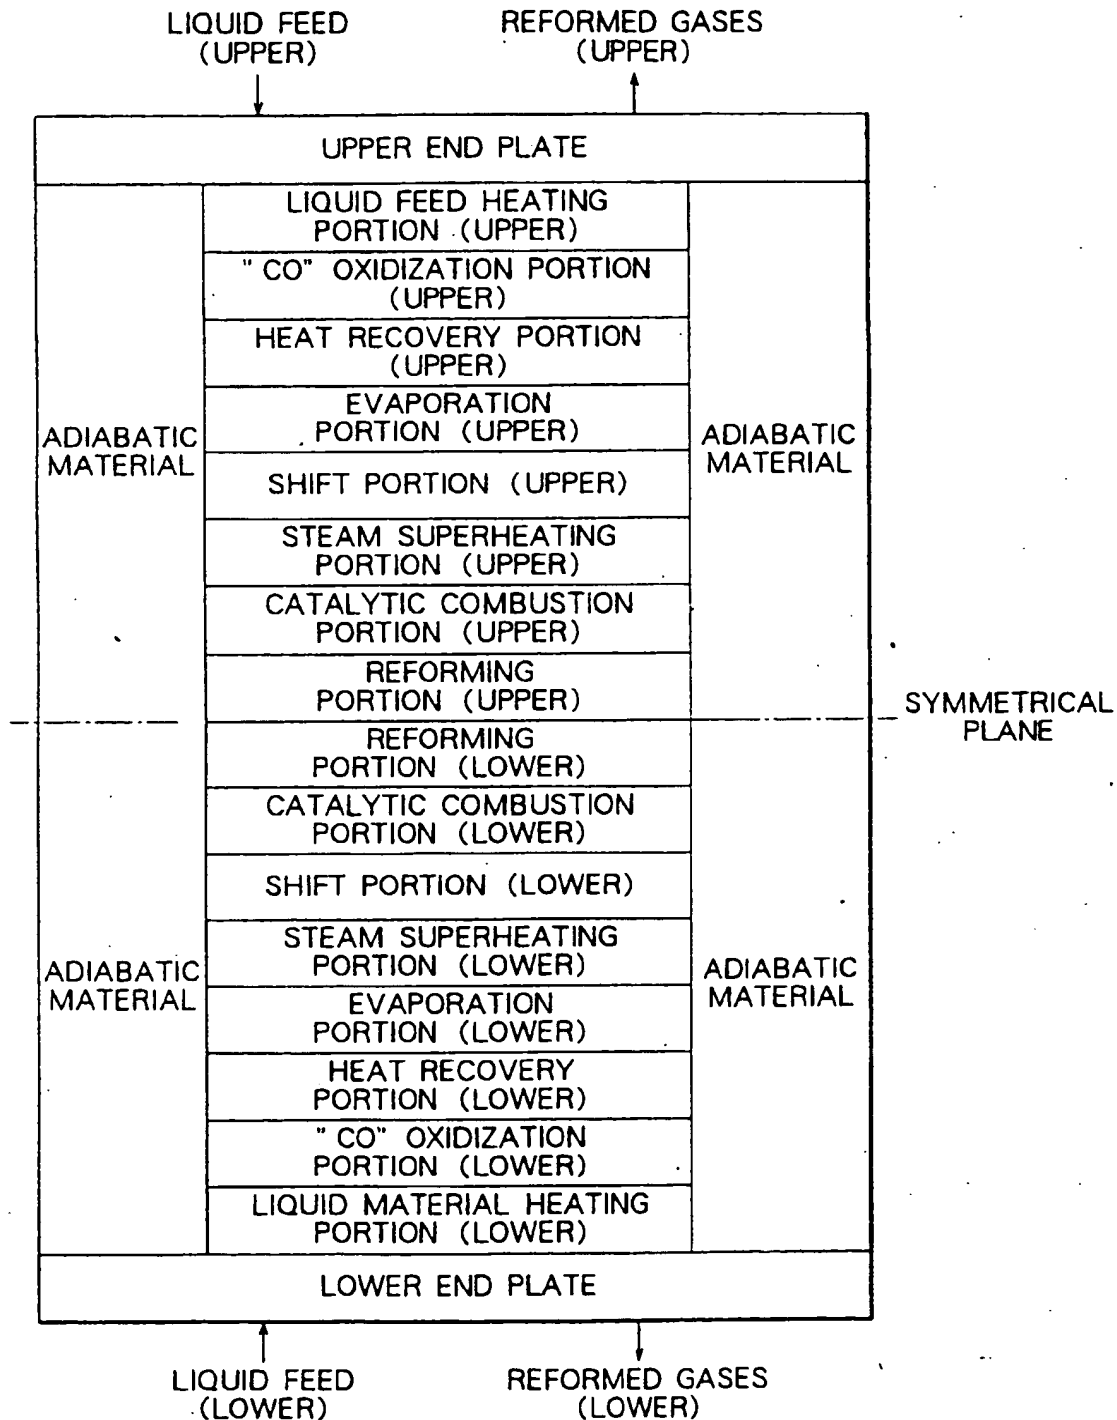 LIQUID FEED
(UPPER)
REFORMED GASES
(UPPER)
UPPER END PLATE
LIQUID FEED HEATING
PORTION (UPPER)
"CO" OXIDIZATION PORTION
(UPPER)
HEAT RECOVERY PORTION
(UPPER)
EVAPORATION
PORTION (UPPER)
ADIABATIC
MATERIAL
ADIABATIC
MATERIAL
SHIFT PORTION (UPPER)
STEAM SUPERHEATING
PORTION (UPPER)
CATALYTIC COMBUSTION
PORTION (UPPER)
REFORMING
PORTION (UPPER)
SYMMETRICAL
PLANE
REFORMING
PORTION (LOWER)
CATALYTIC COMBUSTION
PORTION (LOWER)
SHIFT PORTION (LOWER)
STEAM SUPERHEATING
PORTION (LOWER)
ADIABATIC
MATERIAL
ADIABATIC
MATERIAL
EVAPORATION
PORTION (LOWER)
HEAT RECOVERY
PORTION (LOWER)
"CO" OXIDIZATION
PORTION (LOWER)
LIQUID MATERIAL HEATING
PORTION (LOWER)
LOWER END PLATE
LIQUID FEED
(LOWER)
REFORMED GASES
(LOWER)